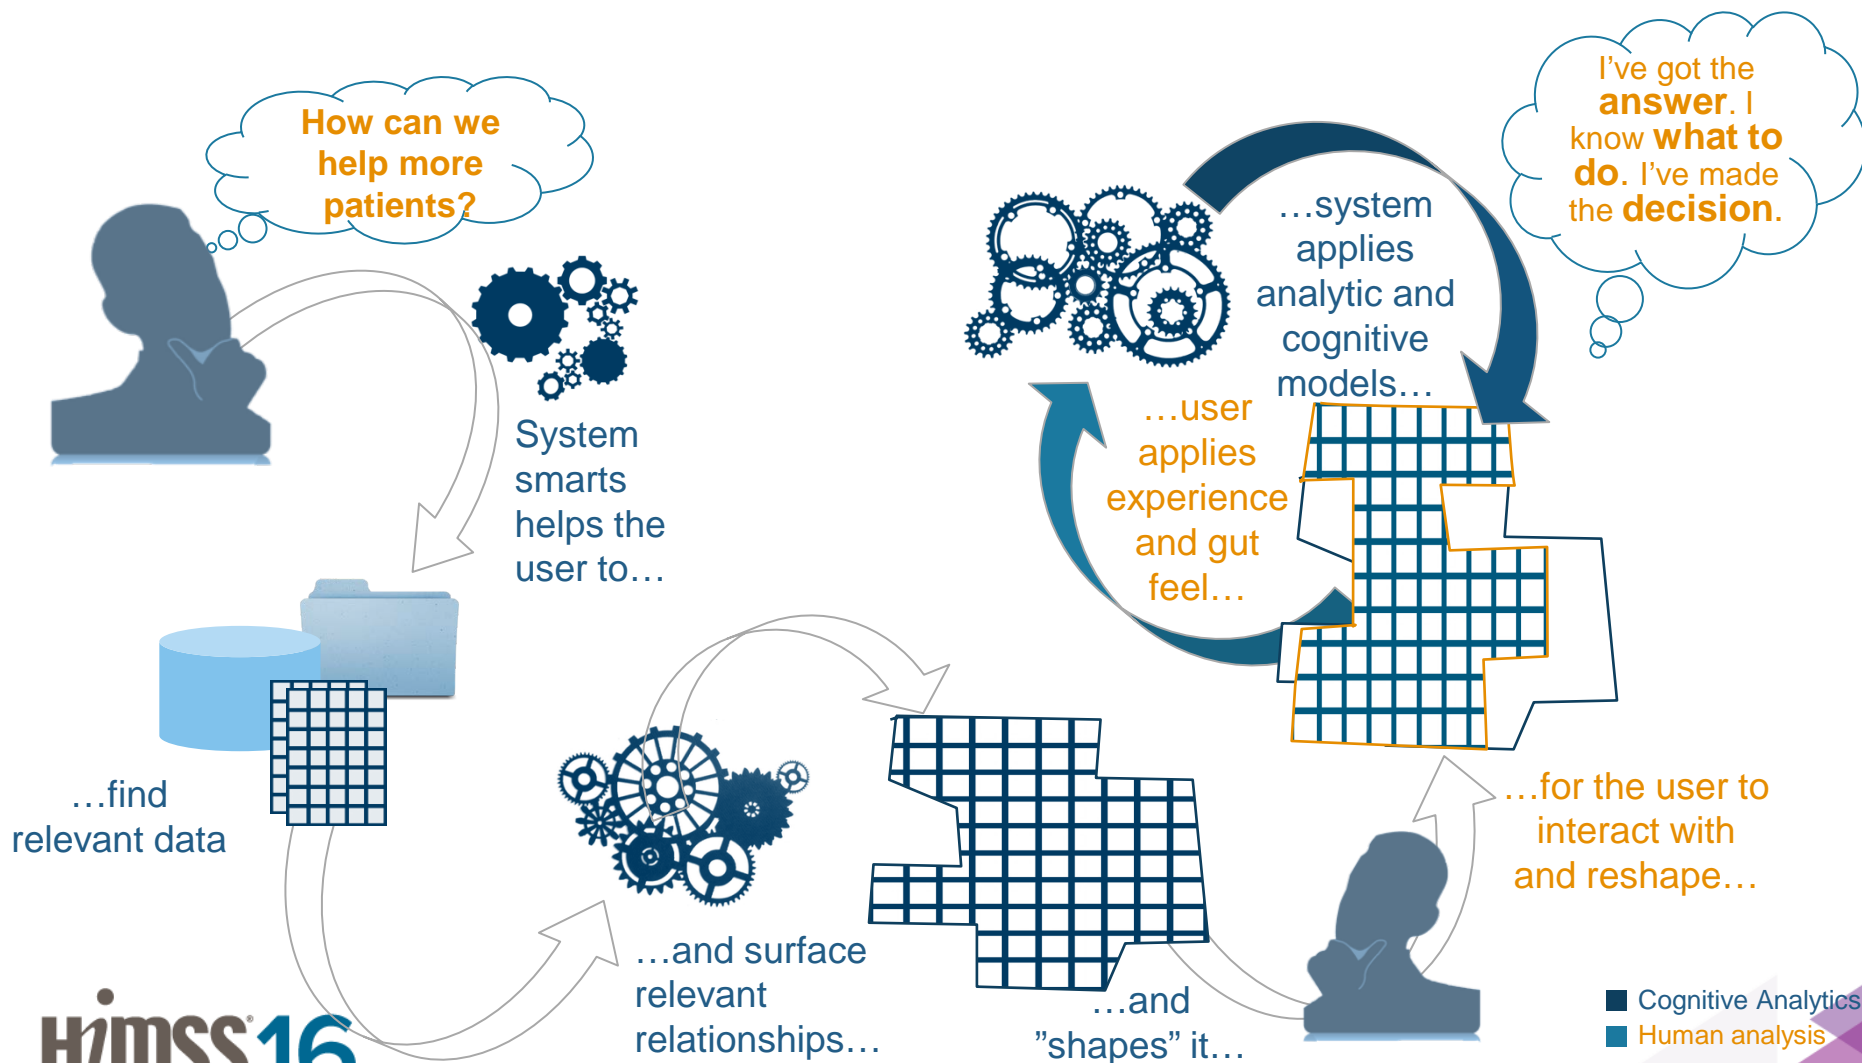 How can we
help more
patients?
System
smarts
helps the
user to…
…find
relevant data
…and surface
relevant
relationships…
…and
"shapes" it…
…for the user to
interact with
and reshape…
…user
applies
experience
and gut
feel…
…system
applies
analytic and
cognitive
models…
I've got the
answer. I
know what to
do. I've made
the decision.
Cognitive Analytics
Human analysis
HiMSS® 16